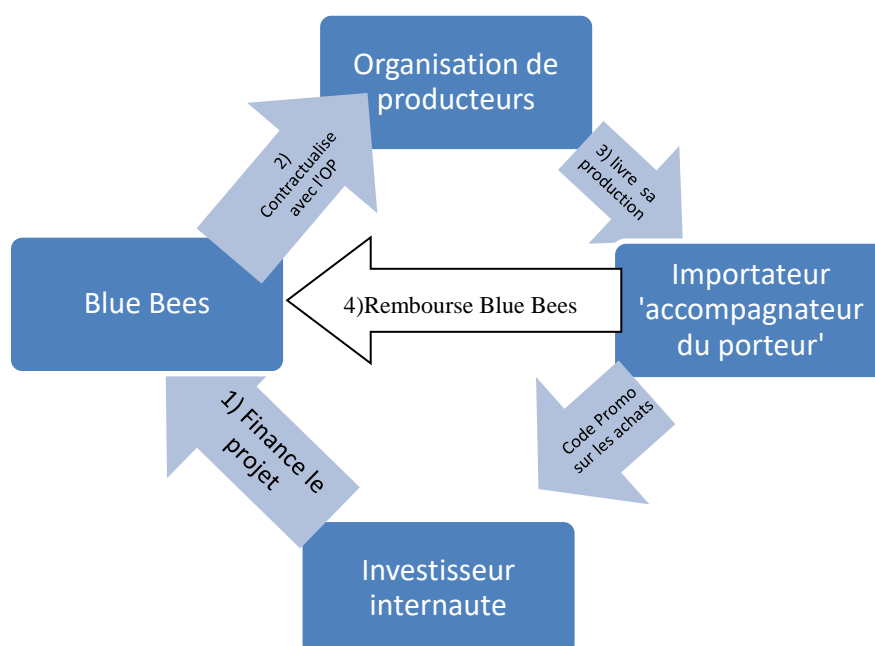 Organisation de
producteurs
2)
Contractualise
avec l'OP
3) livre sa
production
Blue Bees
4)Rembourse Blue Bees
Importateur
'accompagnateur
du porteur'
1) Finance le
projet
Code Promo
sur les achats
Investisseur
internaute